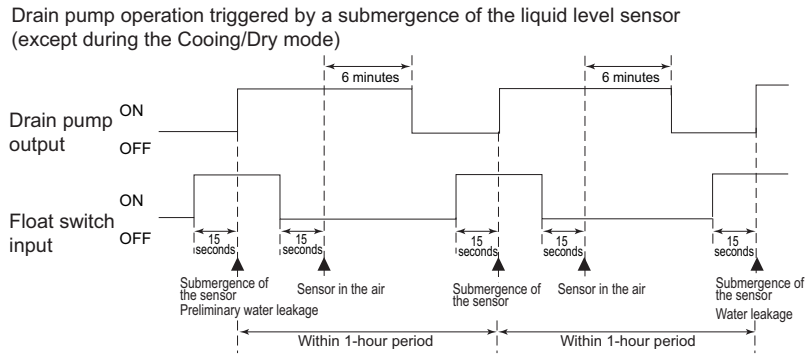 Drain pump operation triggered by a submergence of the liquid level sensor
(except during the Cooing/Dry mode)
6 minutes
6 minutes
Drain pump
output
ON
OFF
Float switch
input
ON
OFF
15
seconds
15
seconds
15
seconds
15
seconds
15
seconds
Submergence of
the sensor
Preliminary water leakage
Sensor in the air
Submergence of
the sensor
Sensor in the air
Submergence of
the sensor
Water leakage
Within 1-hour period
Within 1-hour period